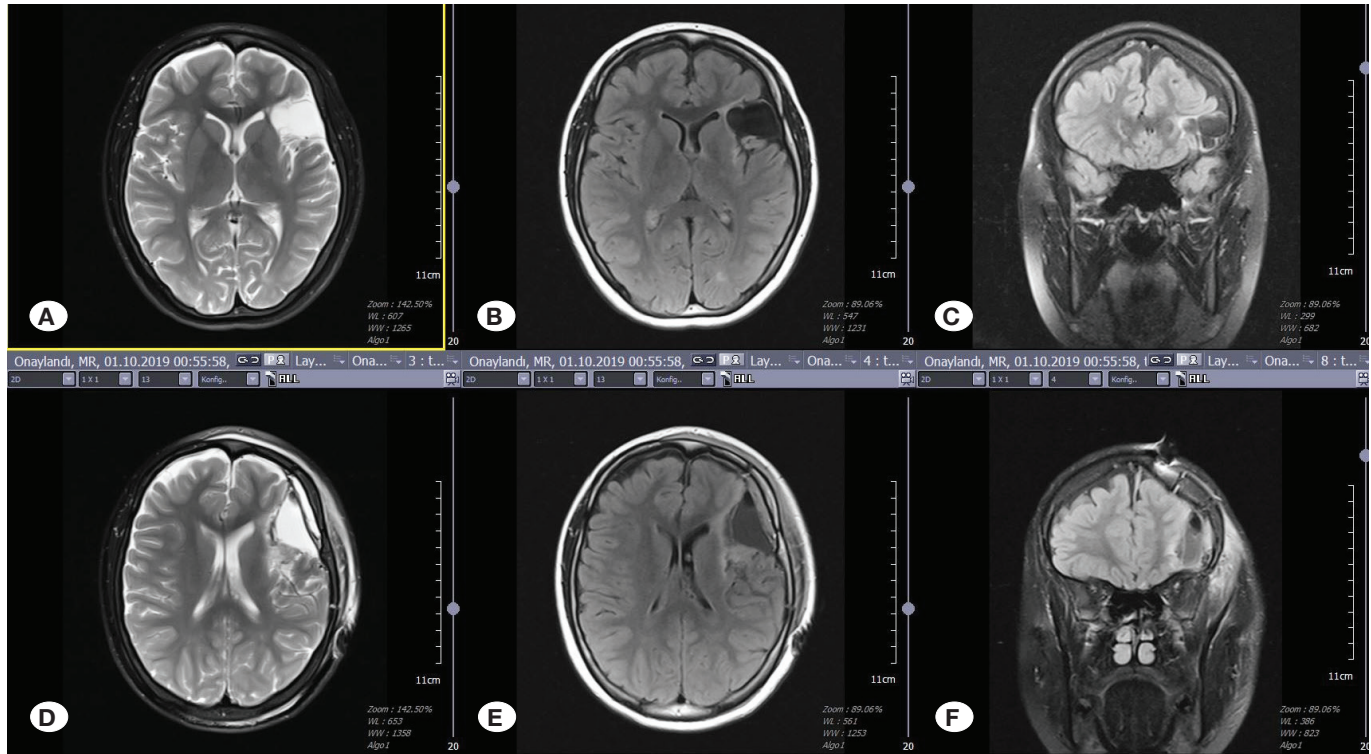 11cm
Zoom : 142.50%
WL : 607
WW : 1265
Algo1
20
A
11cm
Zoom : 89.06%
WL : 547
WW : 1231
Algo1
20
B
11cm
Zoom : 89.06%
WL : 299
WW : 682
Algo1
20
C
Onaylandı, MR, 01.10.2019 00:55:58, P Lay... Ona... 3 : t...
2D 1 X 1 13 Konfig.. ALL
Onaylandı, MR, 01.10.2019 00:55:58, P Lay... Ona... 4 : t...
2D 1 X 1 13 Konfig.. ALL
Onaylandı, MR, 01.10.2019 00:55:58, t P Lay... Ona... 8 : t...
2D 1 X 1 4 Konfig.. ALL
11cm
Zoom : 142.50%
WL : 653
WW : 1358
Algo1
20
D
11cm
Zoom : 89.06%
WL : 561
WW : 1253
Algo1
20
E
11cm
Zoom : 89.06%
WL : 386
WW : 823
Algo1
20
F